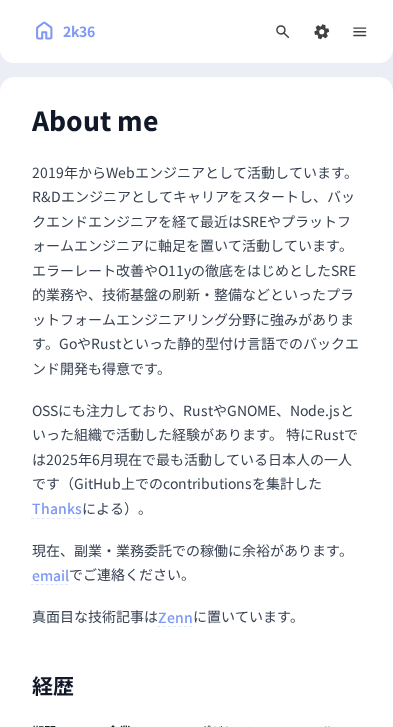 2k36
About me
2019年からWebエンジニアとして活動しています。
R&Dエンジニアとしてキャリアをスタートし、バッ
クエンドエンジニアを経て最近はSREやプラットフ
ォームエンジニアに軸足を置いて活動しています。
エラーレート改善やO11yの徹底をはじめとしたSRE
的業務や、技術基盤の刷新・整備などといったプラ
ットフォームエンジニアリング分野に強みがありま
す。GoやRustといった静的型付け言語でのバックエ
ンド開発も得意です。
OSSにも注力しており、RustやGNOME、Node.jsと
いった組織で活動した経験があります。 特にRustで
は2025年6月現在で最も活動している日本人の一人
です（GitHub上でのcontributionsを集計した
Thanksによる）。
現在、副業・業務委託での稼働に余裕があります。
emailでご連絡ください。
真面目な技術記事はZennに置いています。
経歴